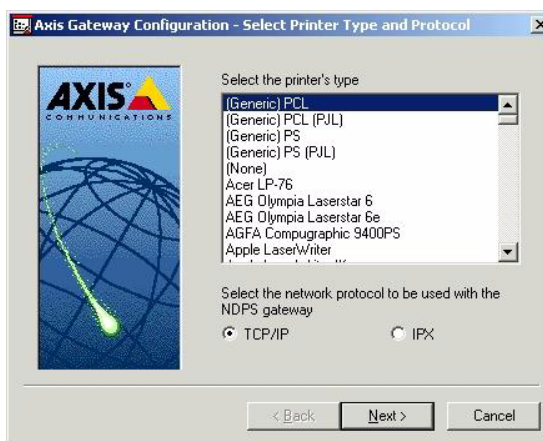 Axis Gateway Configuration - Select Printer Type and Protocol
AXIS
COMMUNICATIONS
Select the printer's type
(Generic) PCL
(Generic) PCL (PJL)
(Generic) PS
(Generic) PS (PJL)
(None)
Acer LP-76
AEG Olympia Laserstar 6
AEG Olympia Laserstar 6e
AGFA Compugraphic 9400PS
Apple LaserWriter
Select the network protocol to be used with the
NDPS gateway
TCP/IP
IPX
< Back
Next >
Cancel